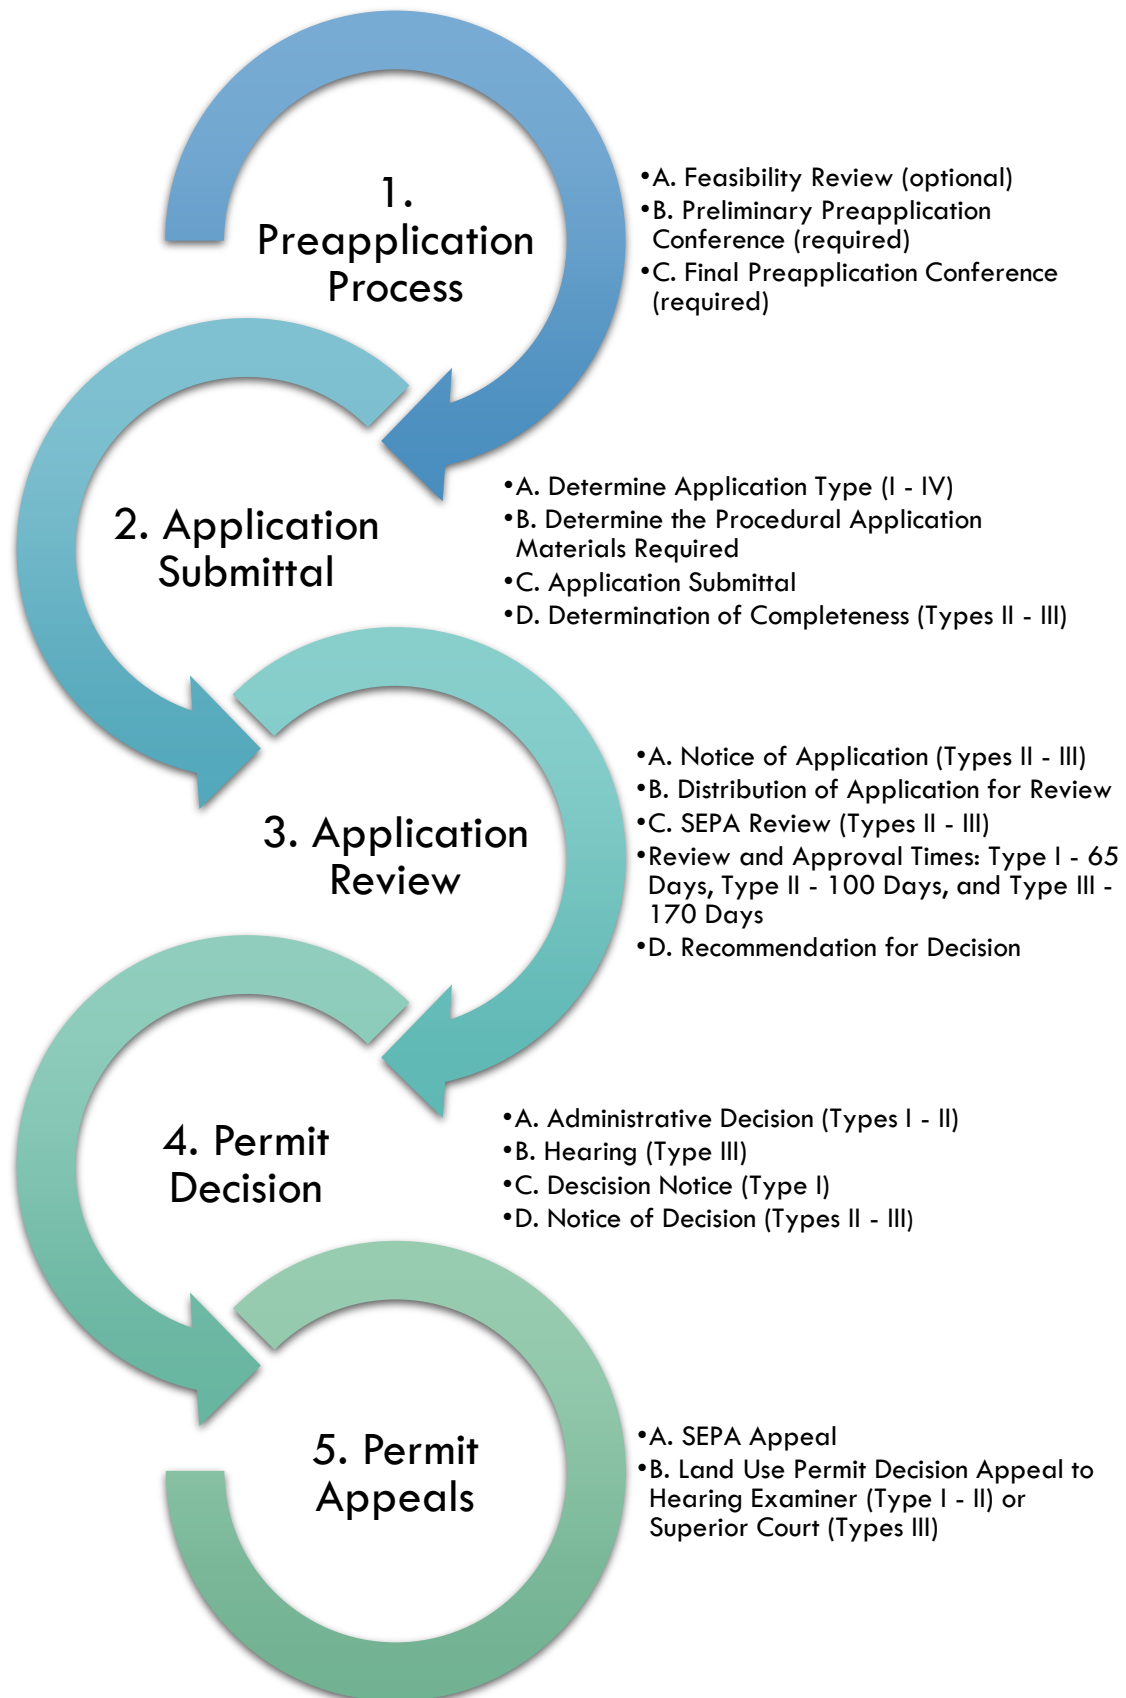 1.
Preapplication
Process
•A. Feasibility Review (optional)
•B. Preliminary Preapplication
Conference (required)
•C. Final Preapplication Conference
(required)
2. Application
Submittal
•A. Determine Application Type (I - IV)
•B. Determine the Procedural Application
Materials Required
•C. Application Submittal
•D. Determination of Completeness (Types II - III)
3. Application
Review
•A. Notice of Application (Types II - III)
•B. Distribution of Application for Review
•C. SEPA Review (Types II - III)
•Review and Approval Times: Type I - 65
Days, Type II - 100 Days, and Type III -
170 Days
•D. Recommendation for Decision
4. Permit
Decision
•A. Administrative Decision (Types I - II)
•B. Hearing (Type III)
•C. Descision Notice (Type I)
•D. Notice of Decision (Types II - III)
5. Permit
Appeals
•A. SEPA Appeal
•B. Land Use Permit Decision Appeal to
Hearing Examiner (Type I - II) or
Superior Court (Types III)